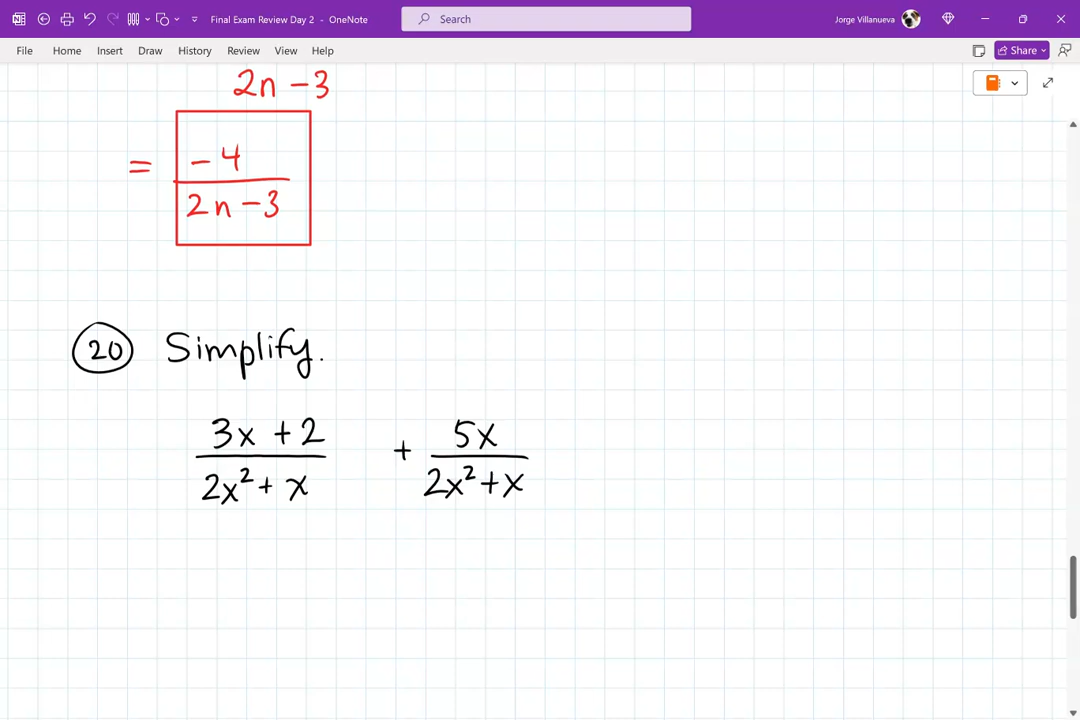 Final Exam Review Day 2 - OneNote
Search
Jorge Villanueva
File Home Insert Draw History Review View Help
Share
2n - 3
= -4
2n - 3
20 Simplify.
3x + 2 + 5x
2x² + x 2x² + x